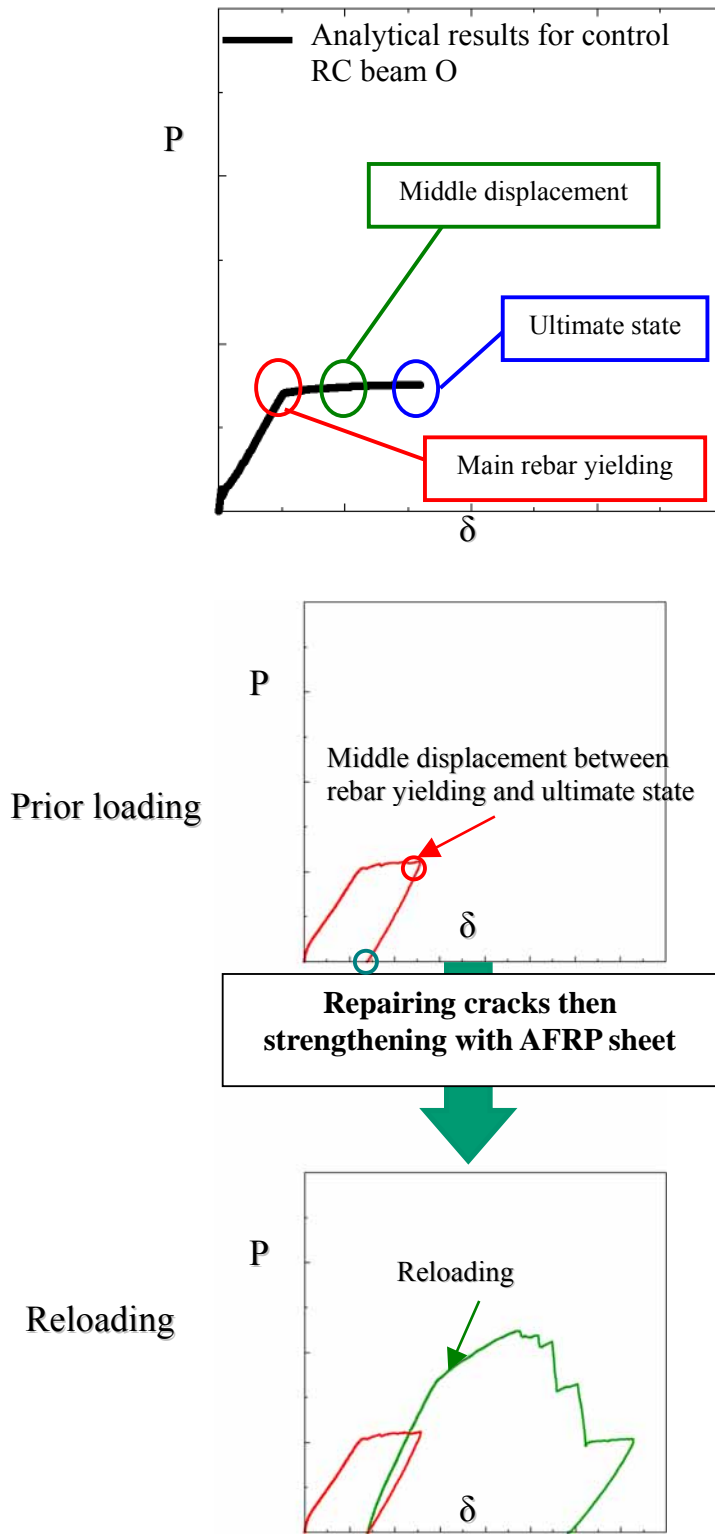 Analytical results for control
RC beam O
P
Middle displacement
Ultimate state
Main rebar yielding
δ
P
Middle displacement between
rebar yielding and ultimate state
Prior loading
δ
Repairing cracks then
strengthening with AFRP sheet
P
Reloading
Reloading
δ